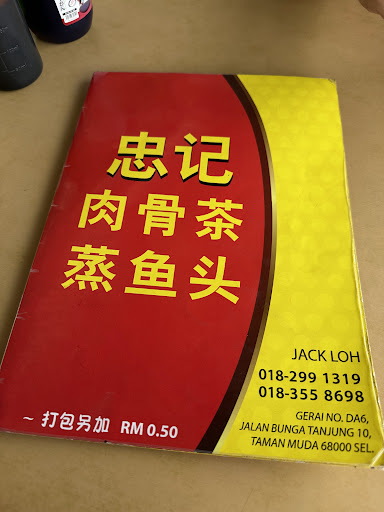 忠记
肉骨茶
蒸鱼头
JACK LOH
018-299 1319
018-355 8698
GERAI NO. DA6,
JALAN BUNGA TANJUNG 10,
TAMAN MUDA 68000 SEL.
~ 打包另加 RM 0.50